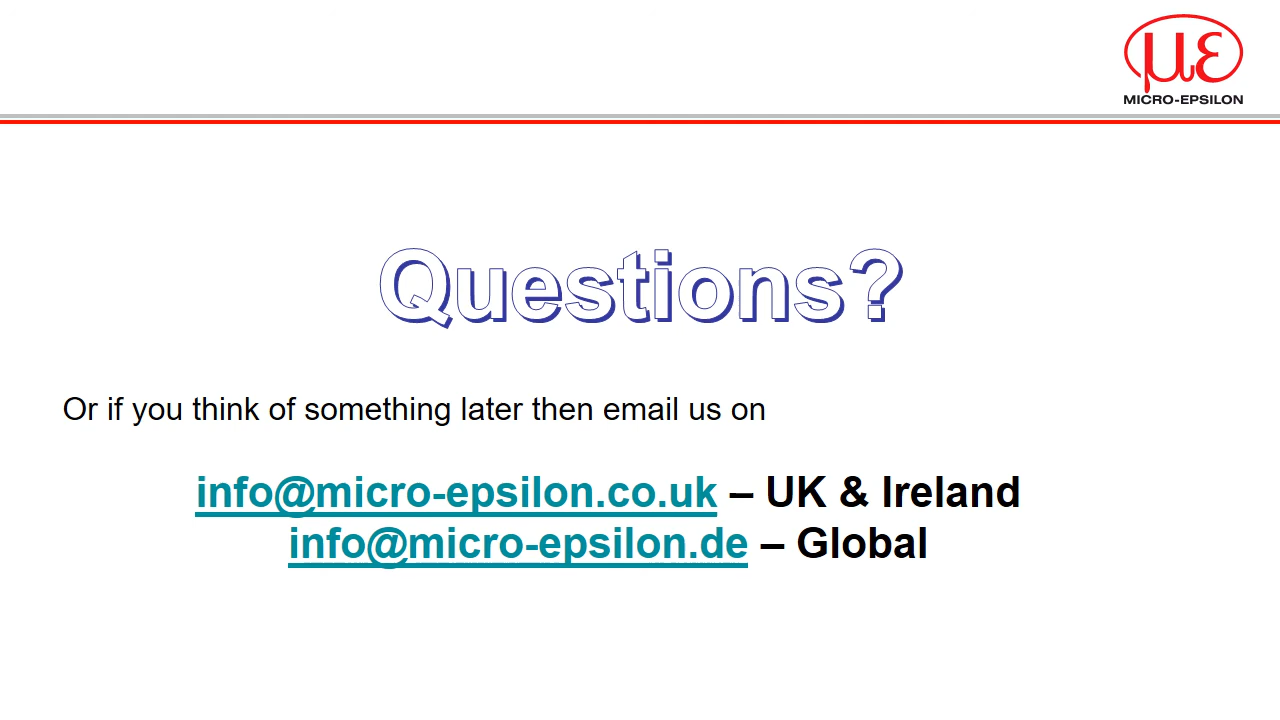 με
MICRO-EPSILON
Questions?
Or if you think of something later then email us on
info@micro-epsilon.co.uk – UK & Ireland
info@micro-epsilon.de – Global